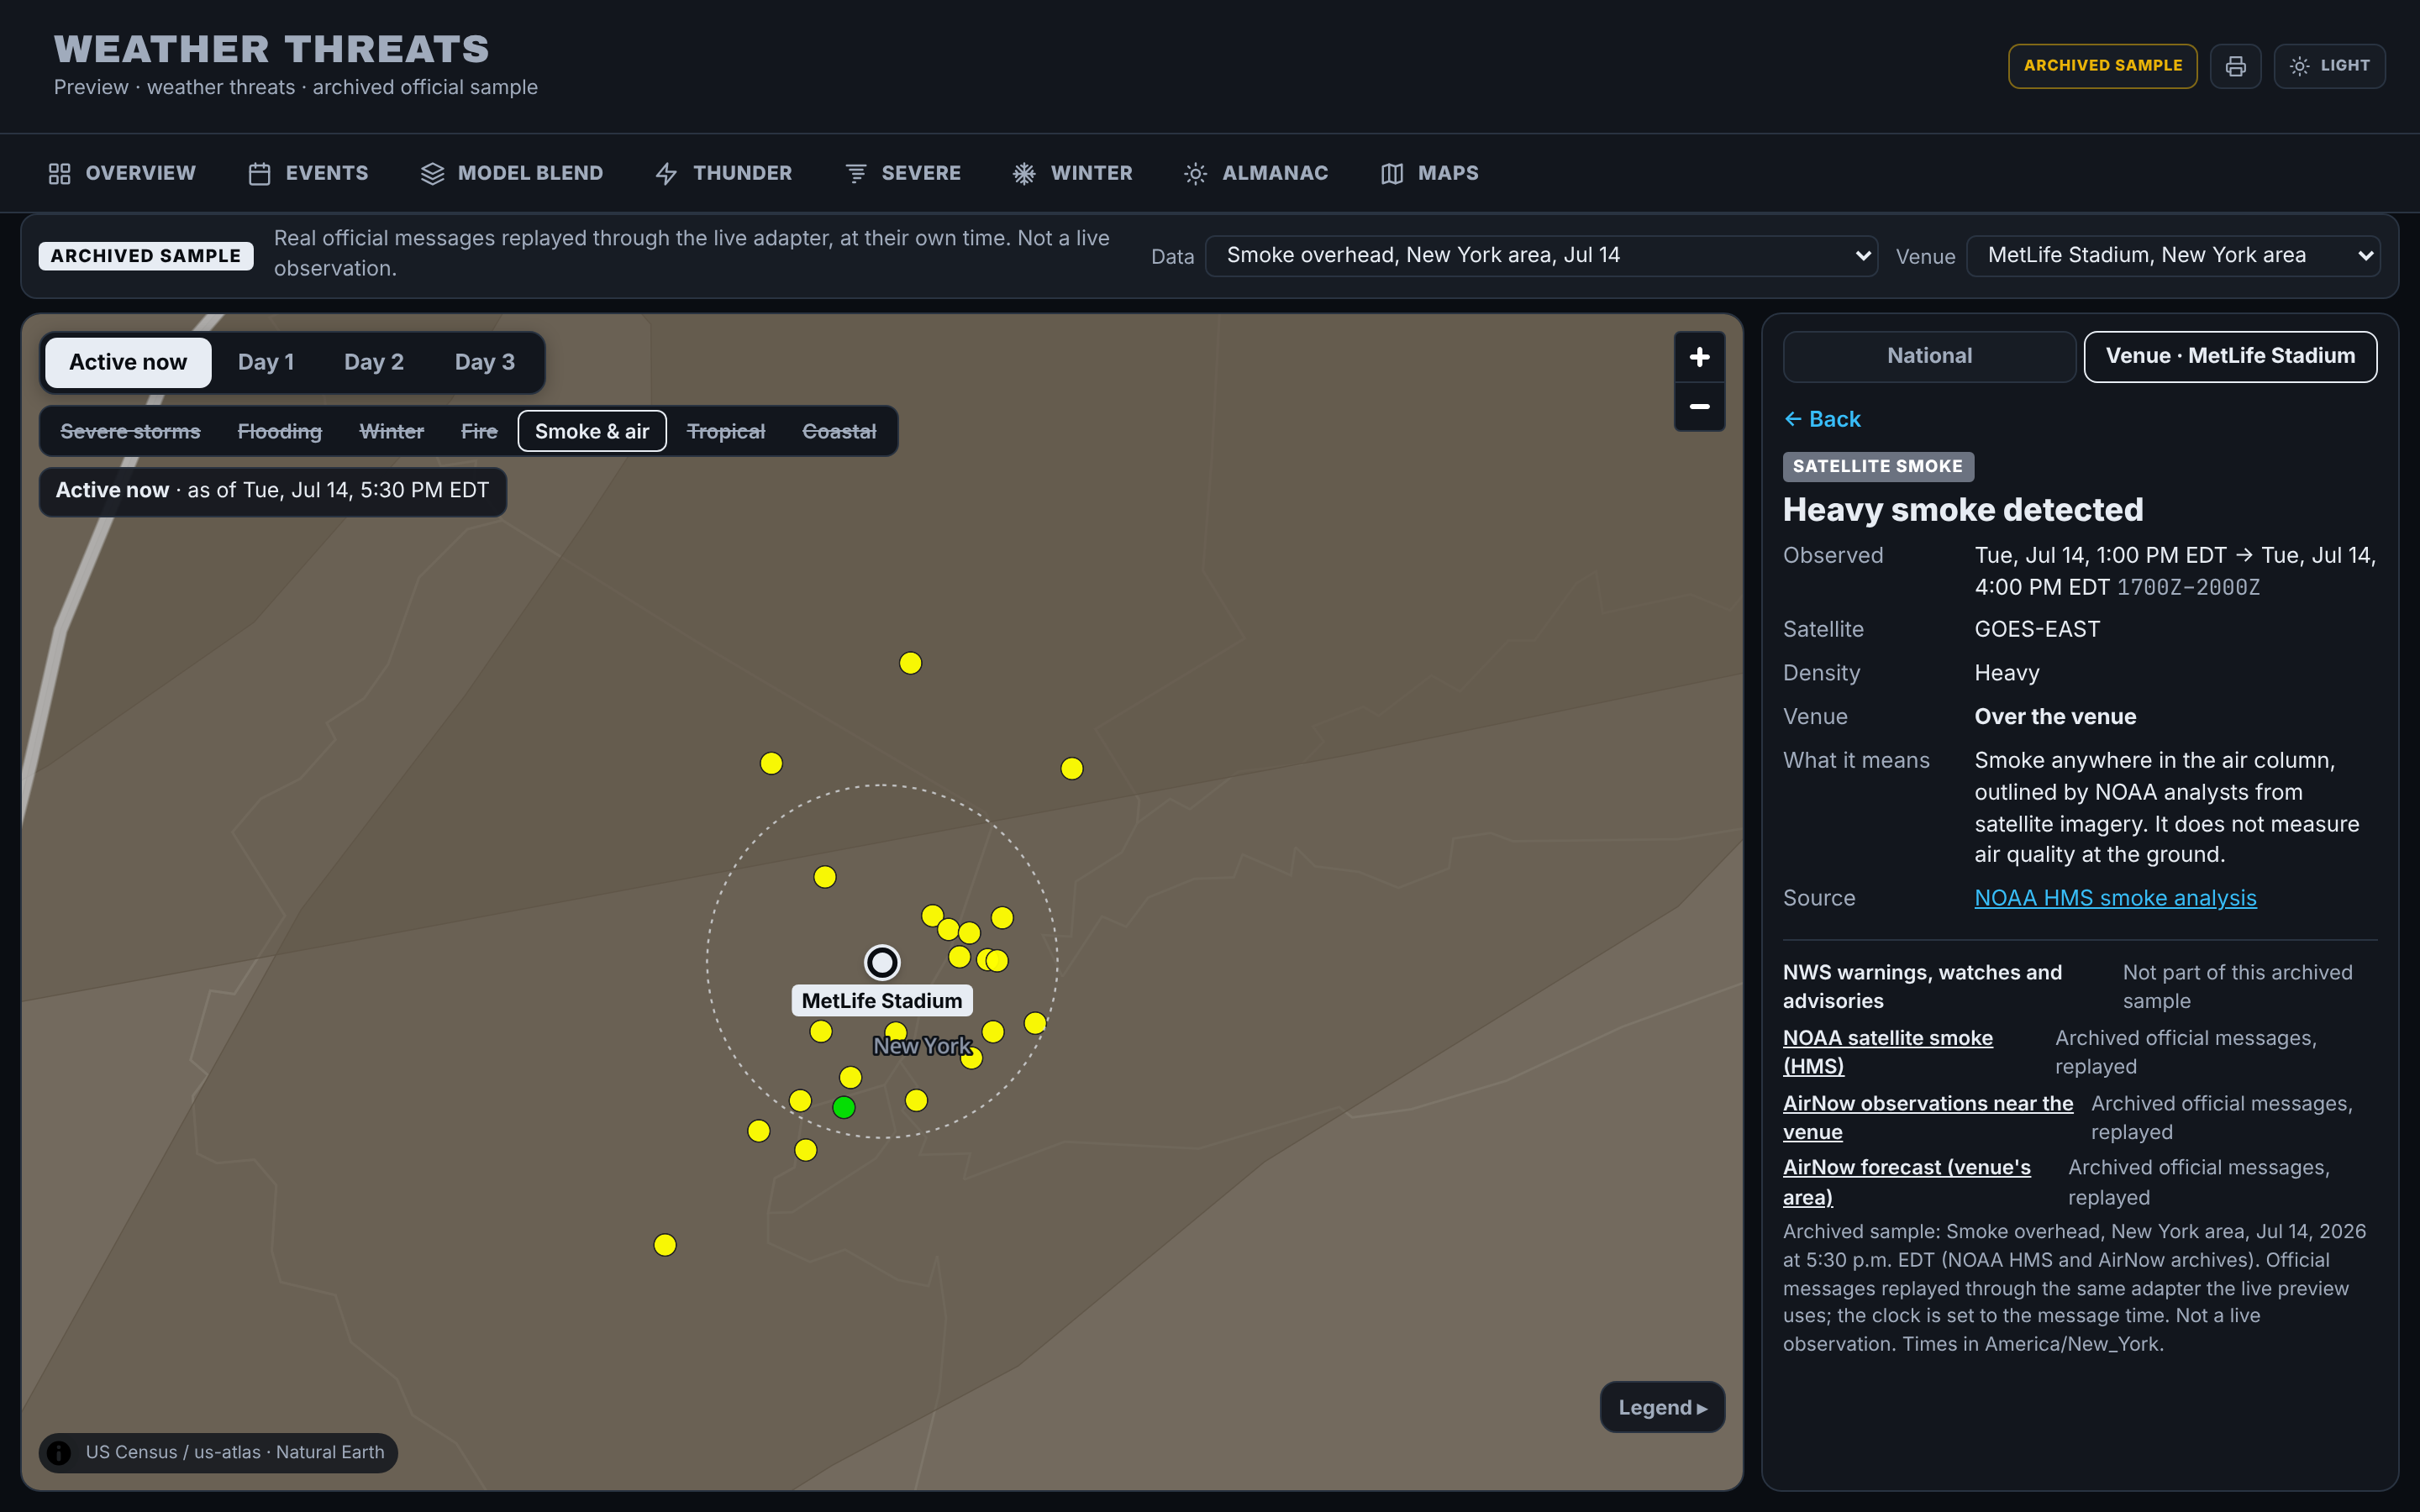 WEATHER THREATS
Preview · weather threats · archived official sample
ARCHIVED SAMPLE
LIGHT
OVERVIEW
EVENTS
MODEL BLEND
THUNDER
SEVERE
WINTER
ALMANAC
MAPS
ARCHIVED SAMPLE
Real official messages replayed through the live adapter, at their own time. Not a live
observation.
Data
Smoke overhead, New York area, Jul 14
Venue
MetLife Stadium, New York area
Active now
Day 1
Day 2
Day 3
Severe storms
Flooding
Winter
Fire
Smoke & air
Tropical
Coastal
Active now · as of Tue, Jul 14, 5:30 PM EDT
+
−
MetLife Stadium
New York
Legend ▸
US Census / us-atlas · Natural Earth
National
Venue · MetLife Stadium
← Back
SATELLITE SMOKE
Heavy smoke detected
Observed
Tue, Jul 14, 1:00 PM EDT → Tue, Jul 14,
4:00 PM EDT 1700Z–2000Z
Satellite
GOES-EAST
Density
Heavy
Venue
Over the venue
What it means
Smoke anywhere in the air column,
outlined by NOAA analysts from
satellite imagery. It does not measure
air quality at the ground.
Source
NOAA HMS smoke analysis
NWS warnings, watches and
advisories
Not part of this archived
sample
NOAA satellite smoke
(HMS)
Archived official messages,
replayed
AirNow observations near the
venue
Archived official messages,
replayed
AirNow forecast (venue's
area)
Archived official messages,
replayed
Archived sample: Smoke overhead, New York area, Jul 14, 2026
at 5:30 p.m. EDT (NOAA HMS and AirNow archives). Official
messages replayed through the same adapter the live preview
uses; the clock is set to the message time. Not a live
observation. Times in America/New_York.